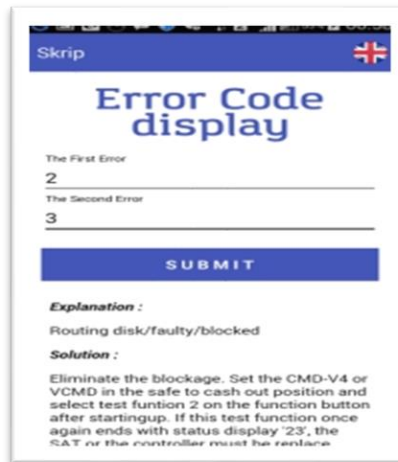 Skrip
Error Code
display
The First Error
2
The Second Error
3
SUBMIT
Explanation :
Routing disk/faulty/blocked
Solution :
Eliminate the blockage. Set the CMD-V4 or
VCMD in the safe to cash out position and
select test funtion 2 on the function button
after startingup. If this test function once
again ends with status display '23', the
SAT or the controller must be replace